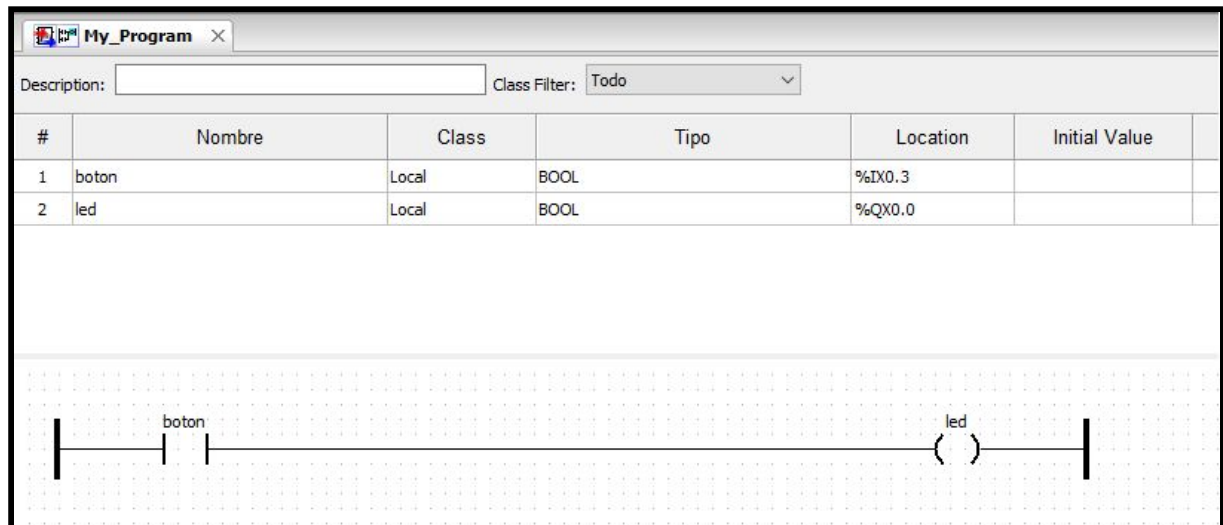 My_Program
Description: Class Filter: Todo
# Nombre Class Tipo Location Initial Value
1 boton Local BOOL %IX0.3
2 led Local BOOL %QX0.0
boton led